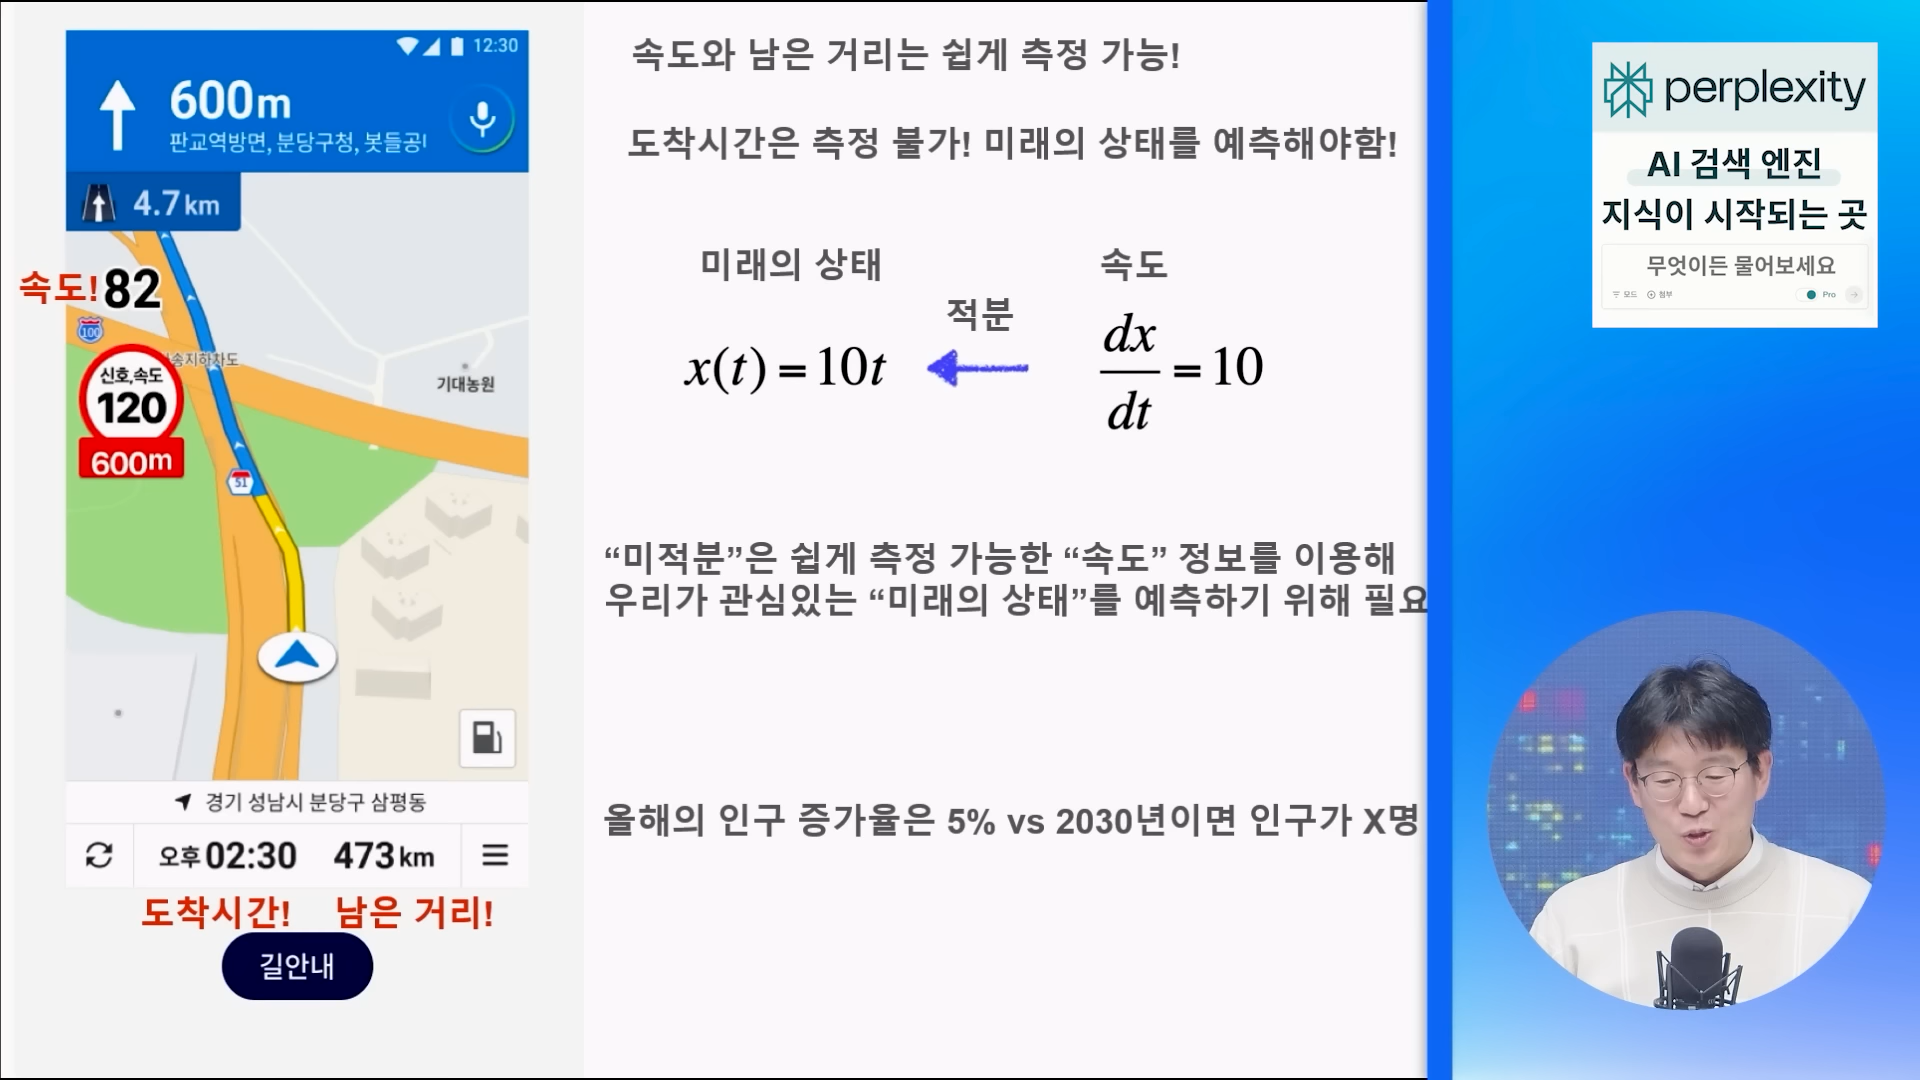 12:30
600m
판교역방면, 분당구청, 봇들공
4.7km
속도! 82
100
송지하차도
기대농원
신호,속도
120
600m
51
경기 성남시 분당구 삼평동
오후 02:30 473km
도착시간! 남은 거리!
길안내
속도와 남은 거리는 쉽게 측정 가능!
도착시간은 측정 불가! 미래의 상태를 예측해야함!
미래의 상태 속도
적분
x(t) = 10t dx/dt = 10
“미적분”은 쉽게 측정 가능한 “속도” 정보를 이용해
우리가 관심있는 “미래의 상태”를 예측하기 위해 필요
올해의 인구 증가율은 5% vs 2030년이면 인구가 X명
perplexity
AI 검색 엔진
지식이 시작되는 곳
무엇이든 물어보세요
모드 첨부 Pro